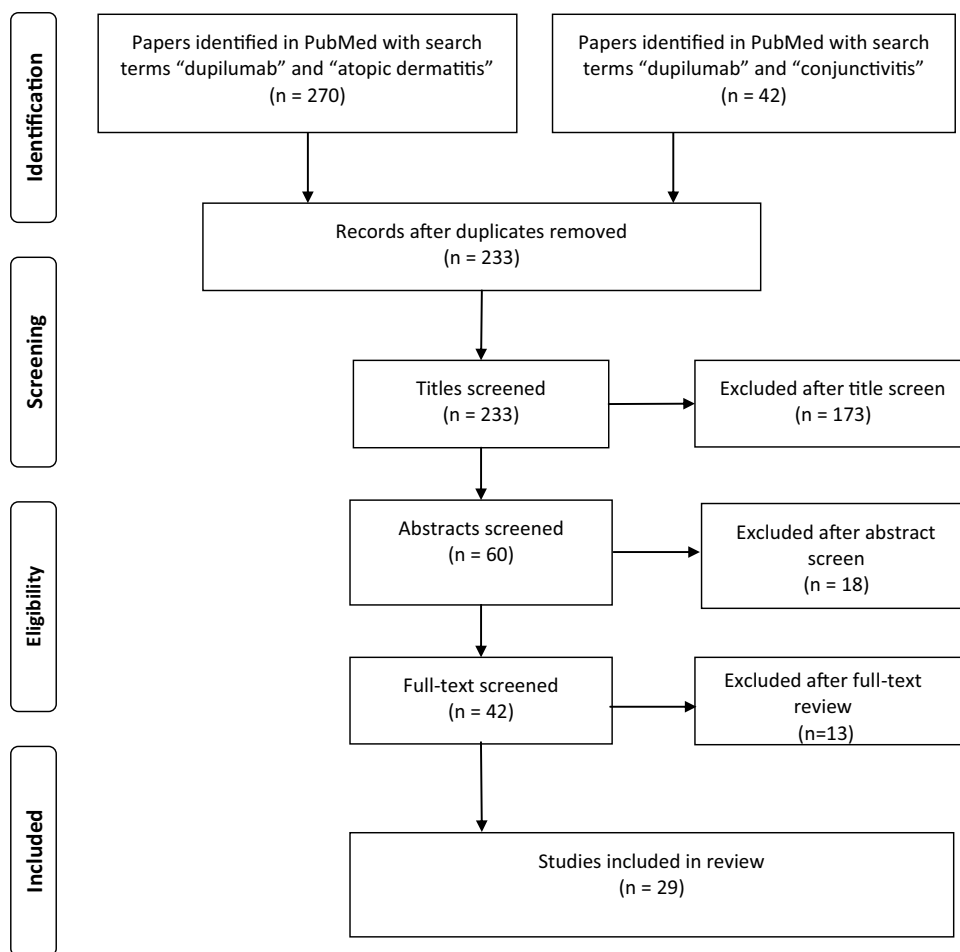 Identification
Papers identified in PubMed with search
terms “dupilumab” and “atopic dermatitis”
(n = 270)
Papers identified in PubMed with search
terms “dupilumab” and “conjunctivitis”
(n = 42)
Records after duplicates removed
(n = 233)
Screening
Titles screened
(n = 233)
Excluded after title screen
(n = 173)
Eligibility
Abstracts screened
(n = 60)
Excluded after abstract
screen
(n = 18)
Full-text screened
(n = 42)
Excluded after full-text
review
(n=13)
Included
Studies included in review
(n = 29)